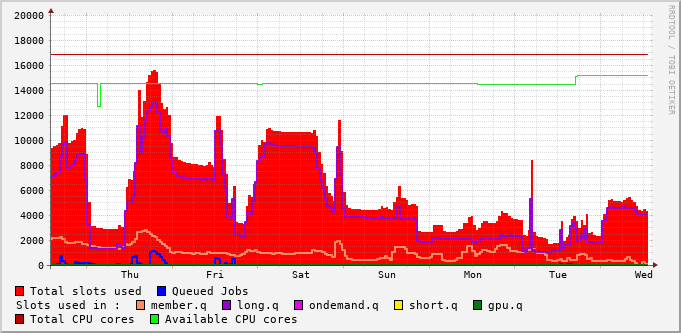 20000
18000
16000
14000
12000
10000
8000
6000
4000
2000
0
Thu Fri Sat Sun Mon Tue Wed
RRDTOOL / TOBI OETIKER
Total slots used Queued Jobs
Slots used in : member.q long.q ondemand.q short.q gpu.q
Total CPU cores Available CPU cores